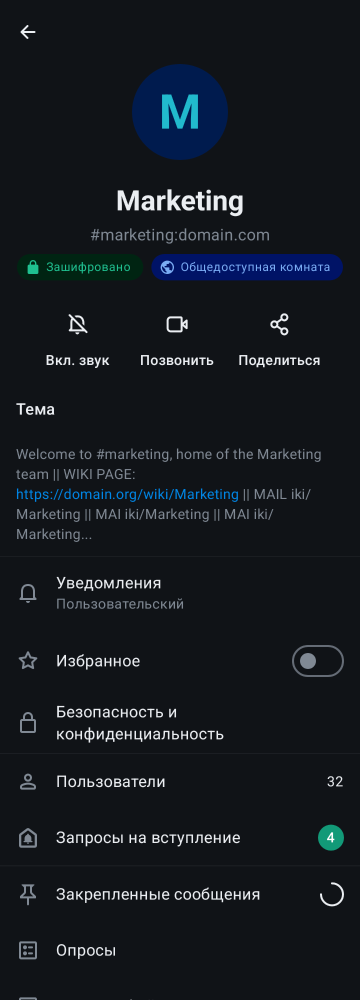 M
Marketing
#marketing:domain.com
Зашифровано
Общедоступная комната
Вкл. звук
Позвонить
Поделиться
Тема
Welcome to #marketing, home of the Marketing
team || WIKI PAGE:
https://domain.org/wiki/Marketing || MAIL iki/
Marketing || MAI iki/Marketing || MAI iki/
Marketing...
Уведомления
Пользовательский
Избранное
Безопасность и
конфиденциальность
Пользователи 32
Запросы на вступление 4
Закрепленные сообщения
Опросы